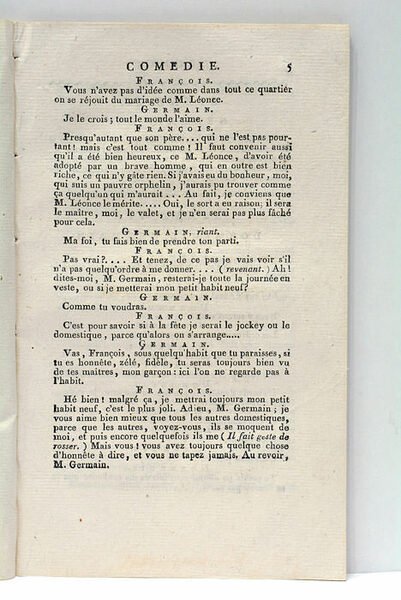 COMEDIE. 5
FRANÇOIS.
Vous n'avez pas d'idée comme dans tout ce quartiér
on se réjouit du mariage de M. Léonce.
GERMAIN.
Je le crois ; tout le monde l'aime.
FRANÇOIS.
Presqu'autant que son père.... qui ne l'est pas pour-
tant ! mais c'est tout comme ! Il faut convenir aussi
qu'il a été bien heureux, ce M. Léonce, d'avoir été
adopté par un brave homme, qui en outre est bien
riche, ce qui n'y gâte rien. Si j'avais eu du bonheur, moi,
qui suis un pauvre orphelin, j'aurais pu trouver comme
ça quelqu'un qui m'aurait.... Au fait, je conviens que
M. Léonce le mérite..... Oui, le sort a eu raison; il sera
le maître, moi, le valet, et je n'en serai pas plus fâché
pour cela.
GERMAIN, riant.
Ma foi, tu fais bien de prendre ton parti.
FRANÇOIS.
Pas vrai?.... Et tenez, de ce pas je vais voir s'il
n'a pas quelqu'ordre à me donner.... (revenant.) Ah!
dites-moi, M. Germain, resterai-je toute la journée en
veste, ou si je metterai mon petit habit neuf?
GERMAIN.
Comme tu voudras.
FRANÇOIS.
C'est pour savoir si à la fête je serai le jockey ou le
domestique, parce qu'alors on s'arrange.....
GERMAIN.
Vas, François, sous quelqu'habit que tu paraisses, si
tu es honnête, zélé, fidèle, tu seras toujours bien vu
de tes maitres, mon garçon: ici l'on ne regarde pas à
l'habit.
FRANÇOIS.
Hé bien! malgré ça, je mettrai toujours mon petit
habit neuf, c'est le plus joli. Adieu, M. Germain; je
vous aime bien mieux que tous les autres domestiques,
parce que les autres, voyez-vous, ils se moquent de
moi, et puis encore quelquefois ils me (Il fait geste de
rosser.) Mais vous! vous avez toujours quelque chose
d'honnête à dire, et vous ne tapez jamais. Au revoir,
M. Germain.